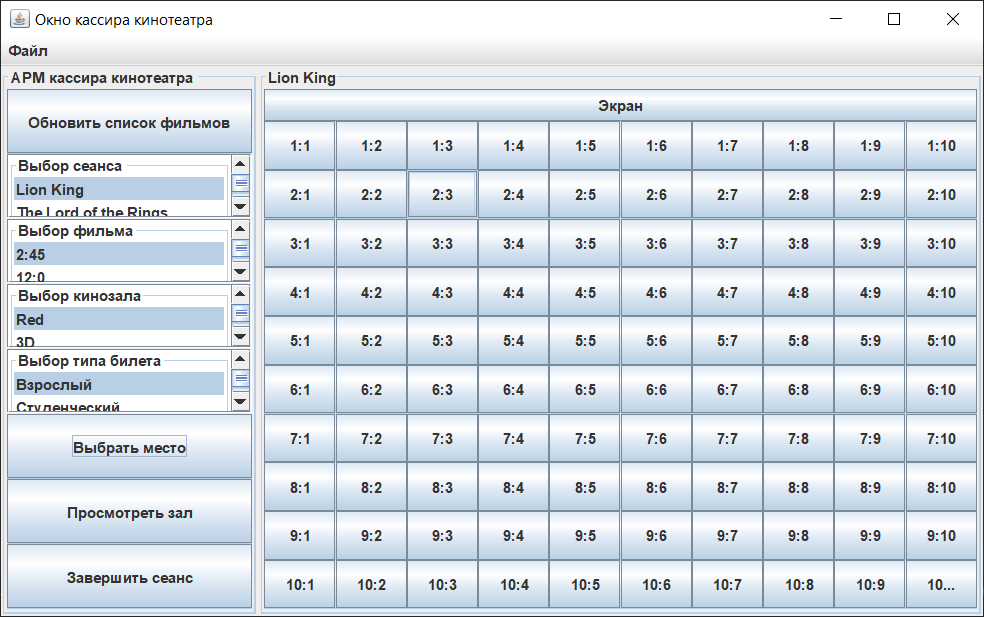 Окно кассира кинотеатра
Файл
АРМ кассира кинотеатра
Обновить список фильмов
Выбор сеанса
Lion King
The Lord of the Rings
Выбор фильма
2:45
12:0
Выбор кинозала
Red
3D
Выбор типа билета
Взрослый
Студенческий
Выбрать место
Просмотреть зал
Завершить сеанс
Lion King
Экран
1:1 1:2 1:3 1:4 1:5 1:6 1:7 1:8 1:9 1:10
2:1 2:2 2:3 2:4 2:5 2:6 2:7 2:8 2:9 2:10
3:1 3:2 3:3 3:4 3:5 3:6 3:7 3:8 3:9 3:10
4:1 4:2 4:3 4:4 4:5 4:6 4:7 4:8 4:9 4:10
5:1 5:2 5:3 5:4 5:5 5:6 5:7 5:8 5:9 5:10
6:1 6:2 6:3 6:4 6:5 6:6 6:7 6:8 6:9 6:10
7:1 7:2 7:3 7:4 7:5 7:6 7:7 7:8 7:9 7:10
8:1 8:2 8:3 8:4 8:5 8:6 8:7 8:8 8:9 8:10
9:1 9:2 9:3 9:4 9:5 9:6 9:7 9:8 9:9 9:10
10:1 10:2 10:3 10:4 10:5 10:6 10:7 10:8 10:9 10...